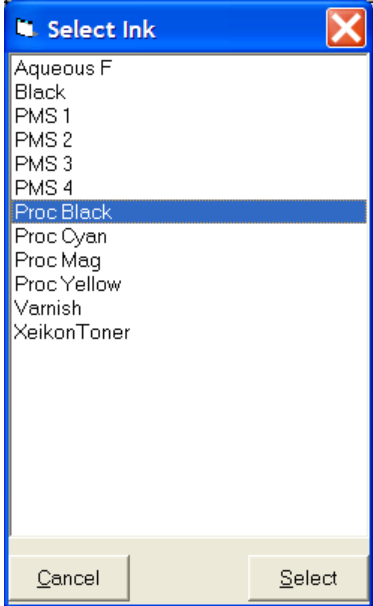 Select Ink
Aqueous F
Black
PMS 1
PMS 2
PMS 3
PMS 4
Proc Black
Proc Cyan
Proc Mag
Proc Yellow
Varnish
XeikonToner
Cancel
Select